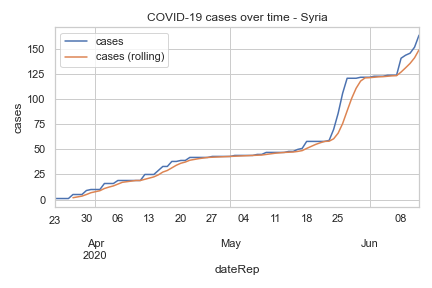 COVID-19 cases over time - Syria
cases
cases (rolling)
cases
150
125
100
75
50
25
0
23 30 06 13 20 27 04 11 18 25 01 08
Apr May Jun
2020
dateRep